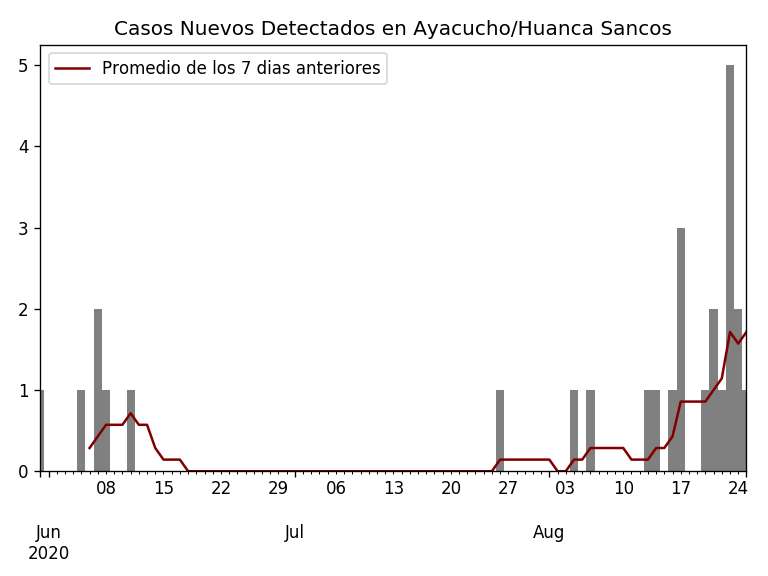 Casos Nuevos Detectados en Ayacucho/Huanca Sancos
Promedio de los 7 dias anteriores
5
4
3
2
1
0
08 15 22 29 06 13 20 27 03 10 17 24
Jun Jul Aug
2020